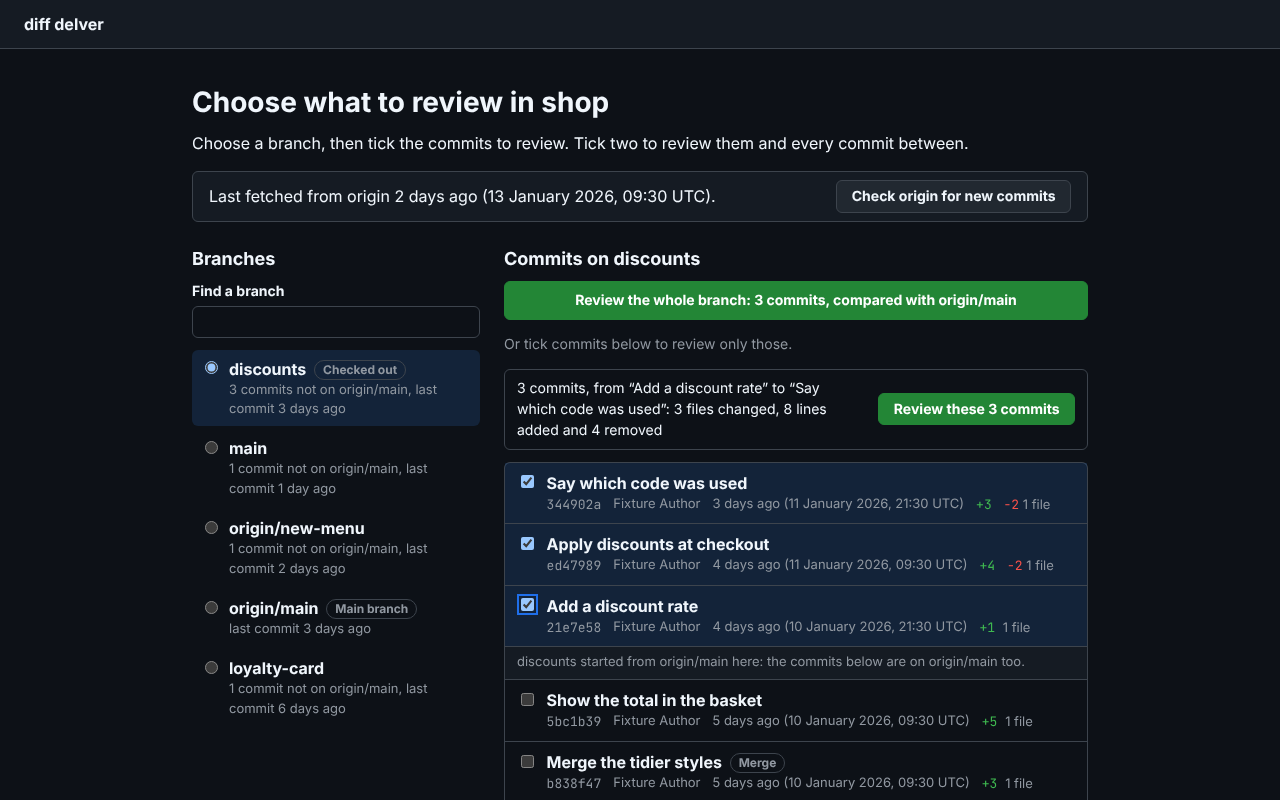 diff delver
Choose what to review in shop
Choose a branch, then tick the commits to review. Tick two to review them and every commit between.
Last fetched from origin 2 days ago (13 January 2026, 09:30 UTC).
Check origin for new commits
Branches
Find a branch
discounts Checked out
3 commits not on origin/main, last
commit 3 days ago
main
1 commit not on origin/main, last
commit 1 day ago
origin/new-menu
1 commit not on origin/main, last
commit 2 days ago
origin/main Main branch
last commit 3 days ago
loyalty-card
1 commit not on origin/main, last
commit 6 days ago
Commits on discounts
Review the whole branch: 3 commits, compared with origin/main
Or tick commits below to review only those.
3 commits, from “Add a discount rate” to “Say
which code was used”: 3 files changed, 8 lines
added and 4 removed
Review these 3 commits
Say which code was used
344902a Fixture Author 3 days ago (11 January 2026, 21:30 UTC) +3 -2 1 file
Apply discounts at checkout
ed47989 Fixture Author 4 days ago (11 January 2026, 09:30 UTC) +4 -2 1 file
Add a discount rate
21e7e58 Fixture Author 4 days ago (10 January 2026, 21:30 UTC) +1 1 file
discounts started from origin/main here: the commits below are on origin/main too.
Show the total in the basket
5bc1b39 Fixture Author 5 days ago (10 January 2026, 09:30 UTC) +5 1 file
Merge the tidier styles Merge
b838f47 Fixture Author 5 days ago (10 January 2026, 09:30 UTC) +3 1 file